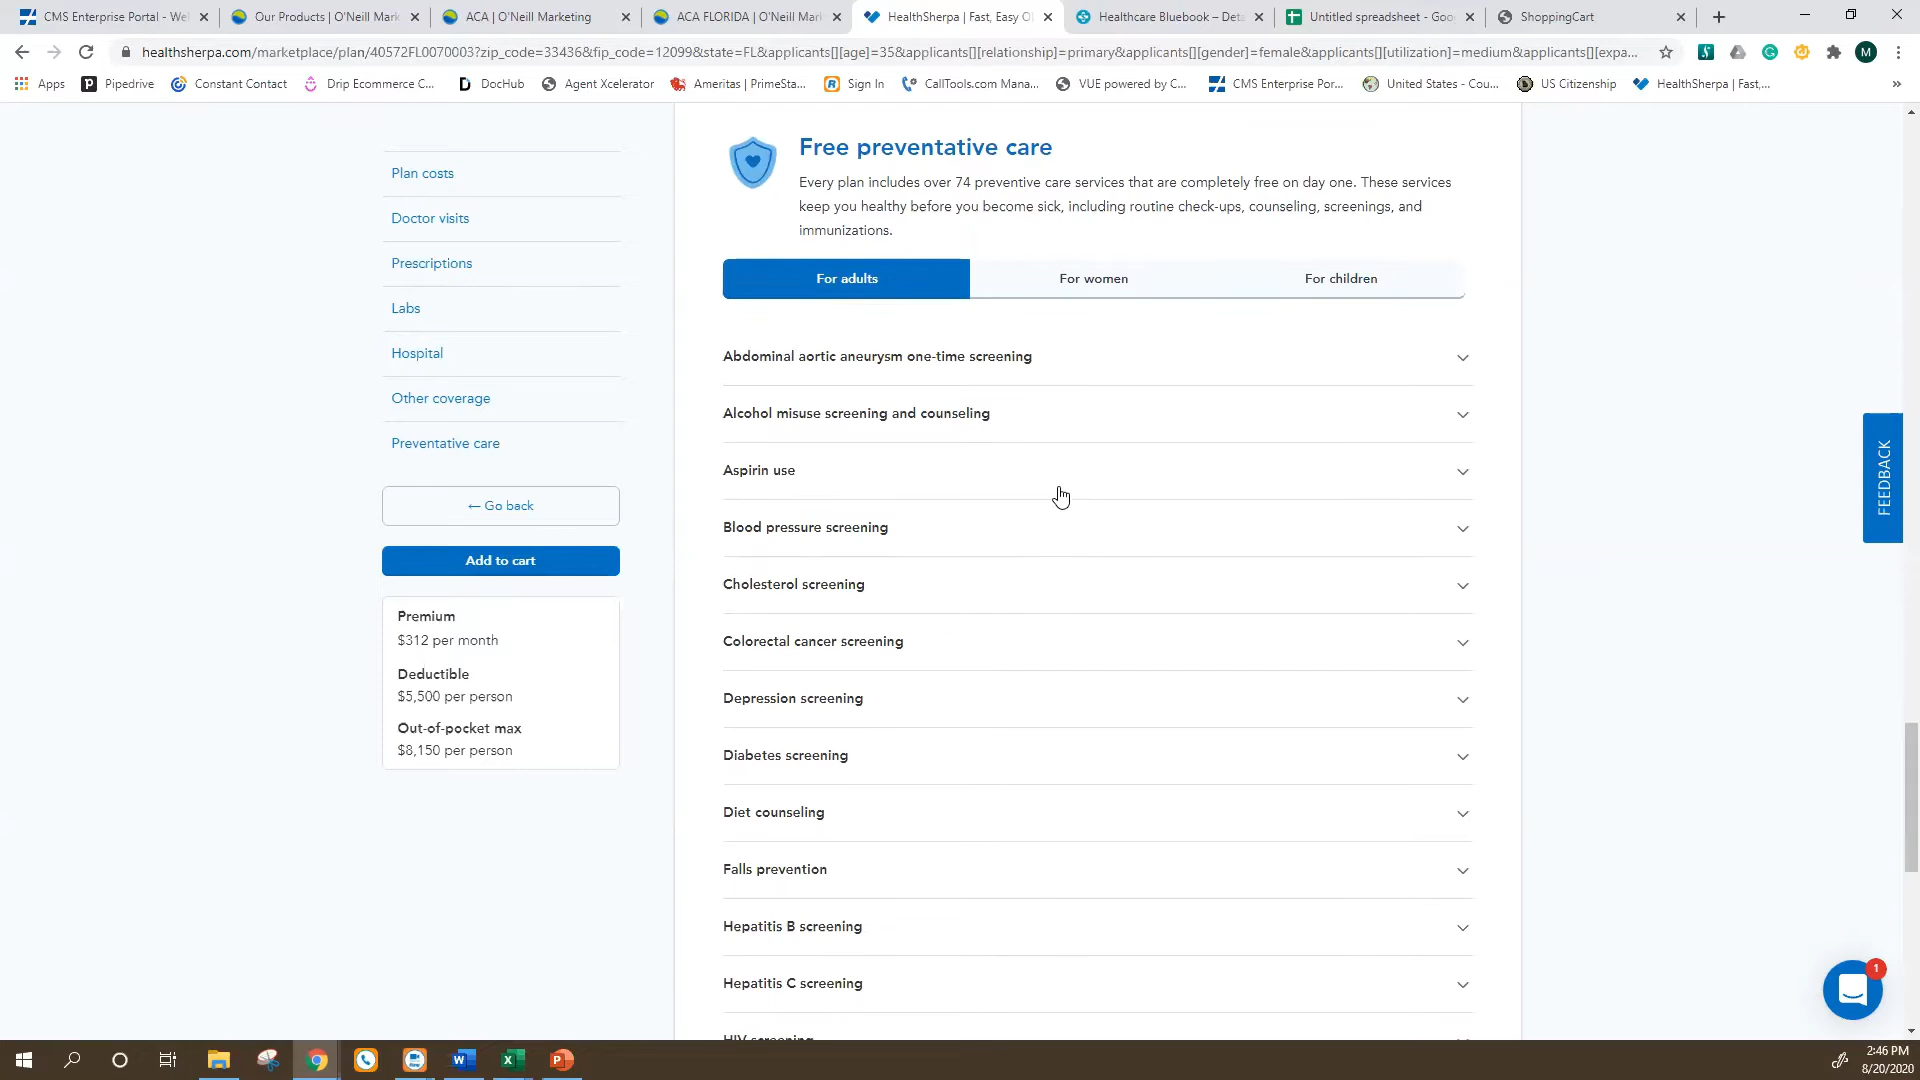 CMS Enterprise Portal - We
Our Products | O'Neill Mark
ACA | O'Neill Marketing
ACA FLORIDA | O'Neill Mar
HealthSherpa | Fast, Easy O
Healthcare Bluebook – Det
Untitled spreadsheet - Goo
ShoppingCart
healthsherpa.com/marketplace/plan/40572FL0070003?zip_code=33436&fip_code=12099&state=FL&applicants[][age]=35&applicants[][relationship]=primary&applicants[][gender]=female&applicants[][utilization]=medium&applicants[][expa...
M
Apps
Pipedrive
Constant Contact
Drip Ecommerce C...
DocHub
Agent Xcelerator
Ameritas | PrimeSta...
Sign In
CallTools.com Mana...
VUE powered by C...
CMS Enterprise Por...
United States - Cou...
US Citizenship
HealthSherpa | Fast,...
»
Plan costs
Doctor visits
Prescriptions
Labs
Hospital
Other coverage
Preventative care
← Go back
Add to cart
Premium
$312 per month
Deductible
$5,500 per person
Out-of-pocket max
$8,150 per person
Free preventative care
Every plan includes over 74 preventive care services that are completely free on day one. These services
keep you healthy before you become sick, including routine check-ups, counseling, screenings, and
immunizations.
For adults
For women
For children
Abdominal aortic aneurysm one-time screening
Alcohol misuse screening and counseling
Aspirin use
Blood pressure screening
Cholesterol screening
Colorectal cancer screening
Depression screening
Diabetes screening
Diet counseling
Falls prevention
Hepatitis B screening
Hepatitis C screening
HIV screening
FEEDBACK
1
2:46 PM
8/20/2020